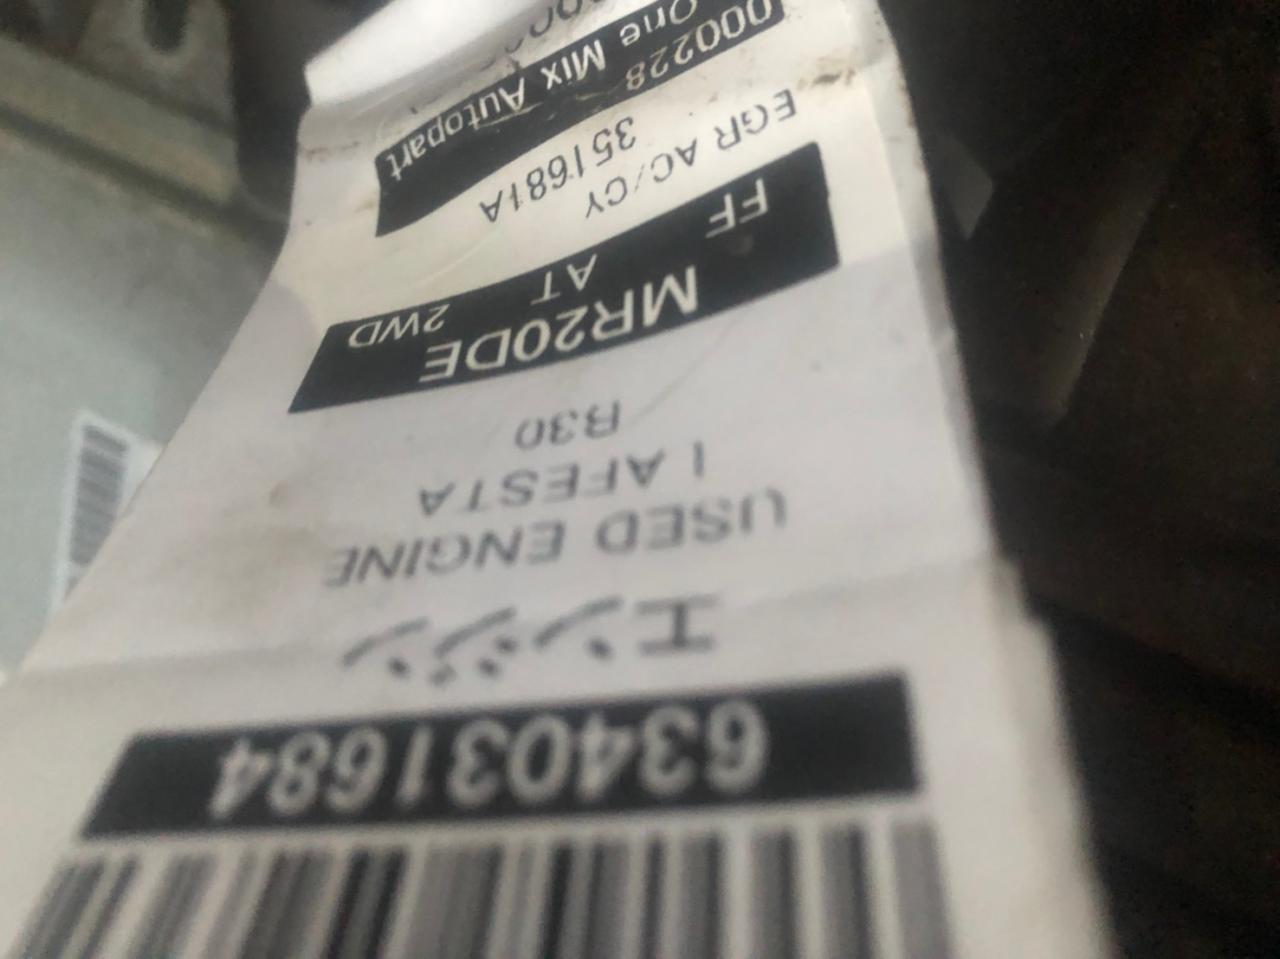 634031684
エンジン
USED ENGINE
LAFESTA
B30
MR20DE
FF AT 2WD
EGR AC/CY
351681A
000228
One Mix Autopart